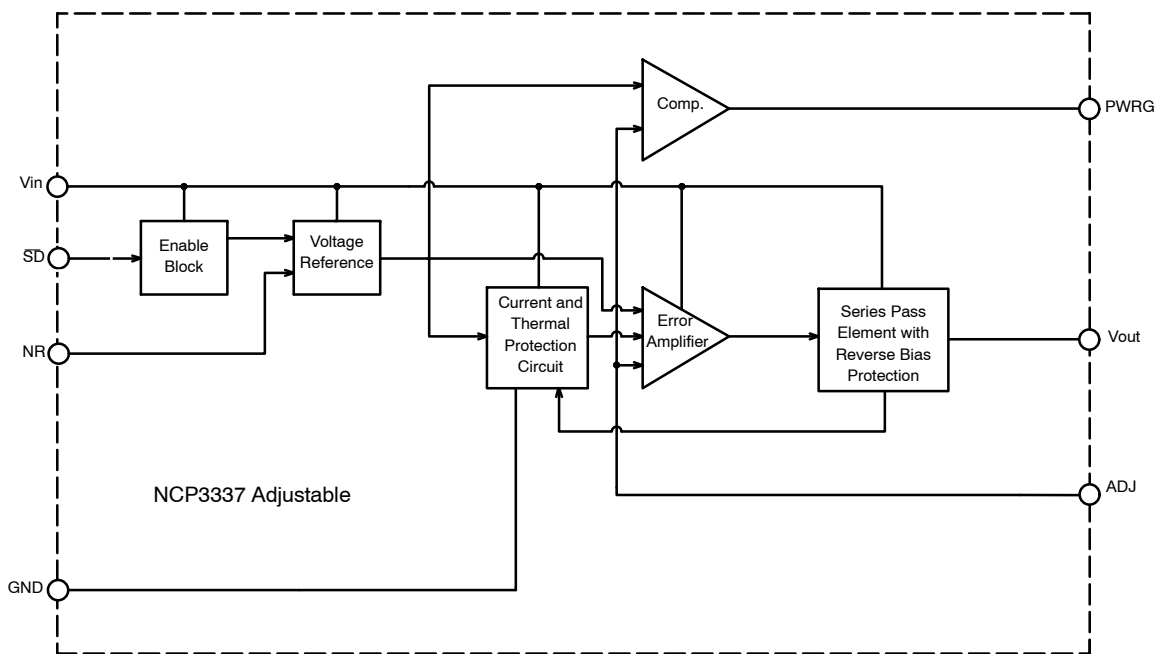 Comp.
PWRG
Vin
S̅D̅
Enable
Block
Voltage
Reference
NR
Current and
Thermal
Protection
Circuit
Error
Amplifier
Series Pass
Element with
Reverse Bias
Protection
Vout
NCP3337 Adjustable
ADJ
GND